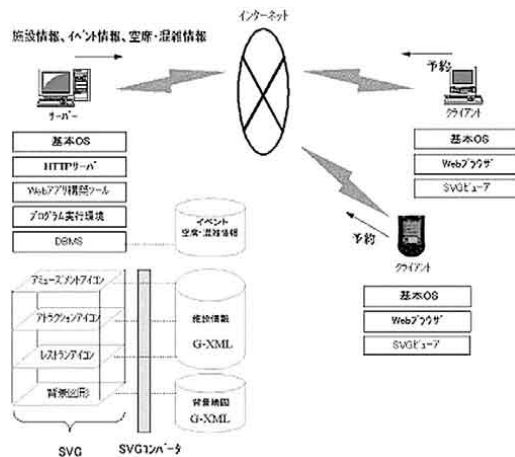 インターネット
施設情報、イベント情報、空席・混雑情報
予約
サーバー
クライアント
基本OS
HTTPサーバ
Webアプリ構築ツール
プログラム実行環境
DBMS
基本OS
Webブラウザ
SVGビューア
イベント
空席・混雑情報
予約
クライアント
基本OS
Webブラウザ
SVGビューア
アミューズメントアイコン
アトラクションアイコン
レストランアイコン
背景図形
施設情報
G-XML
背景地図
G-XML
SVG
SVGコンバータ